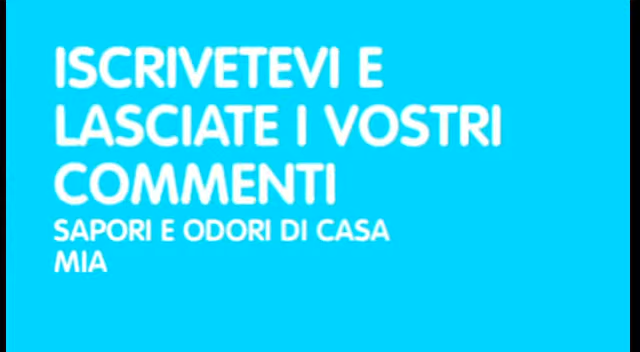 ISCRIVETEVI E
LASCIATE I VOSTRI
COMMENTI
SAPORI E ODORI DI CASA
MIA